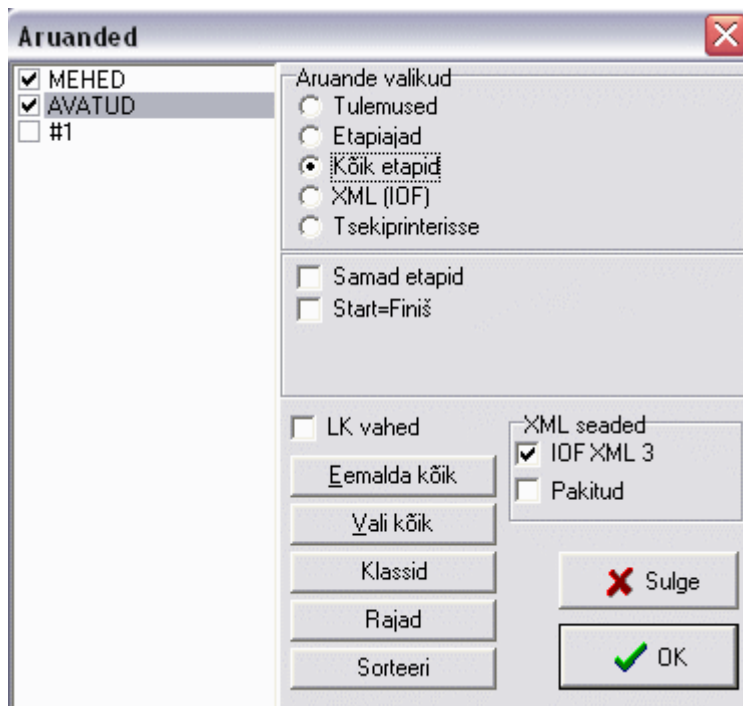 Aruanded
MEHED
AVATUD
#1
Aruande valikud
Tulemused
Etapiajad
Kõik etapid
XML (IOF)
Tsekiprinterisse
Samad etapid
Start=Finiš
LK vahed
Eemalda kõik
Vali kõik
Klassid
Rajad
Sorteeri
XML seaded
IOF XML 3
Pakitud
Sulge
OK